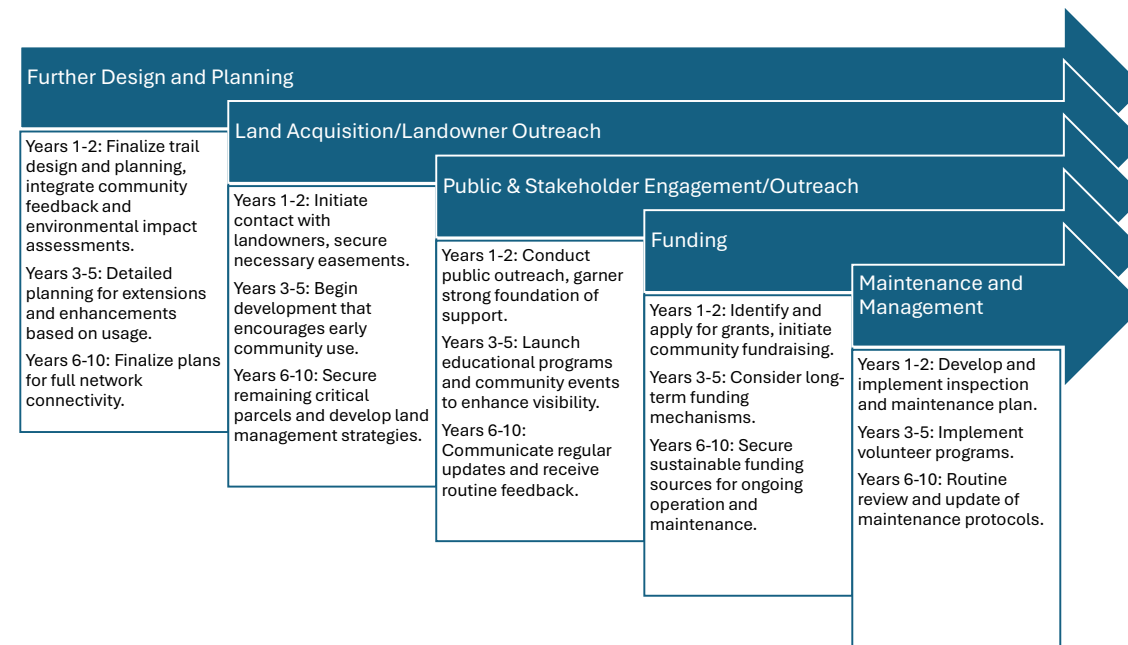 Further Design and Planning
Years 1-2: Finalize trail
design and planning,
integrate community
feedback and
environmental impact
assessments.
Years 3-5: Detailed
planning for extensions
and enhancements
based on usage.
Years 6-10: Finalize plans
for full network
connectivity.
Land Acquisition/Landowner Outreach
Years 1-2: Initiate
contact with
landowners, secure
necessary easements.
Years 3-5: Begin
development that
encourages early
community use.
Years 6-10: Secure
remaining critical
parcels and develop land
management strategies.
Public & Stakeholder Engagement/Outreach
Years 1-2: Conduct
public outreach, garner
strong foundation of
support.
Years 3-5: Launch
educational programs
and community events
to enhance visibility.
Years 6-10:
Communicate regular
updates and receive
routine feedback.
Funding
Years 1-2: Identify and
apply for grants, initiate
community fundraising.
Years 3-5: Consider long-
term funding
mechanisms.
Years 6-10: Secure
sustainable funding
sources for ongoing
operation and
maintenance.
Maintenance and
Management
Years 1-2: Develop and
implement inspection
and maintenance plan.
Years 3-5: Implement
volunteer programs.
Years 6-10: Routine
review and update of
maintenance protocols.